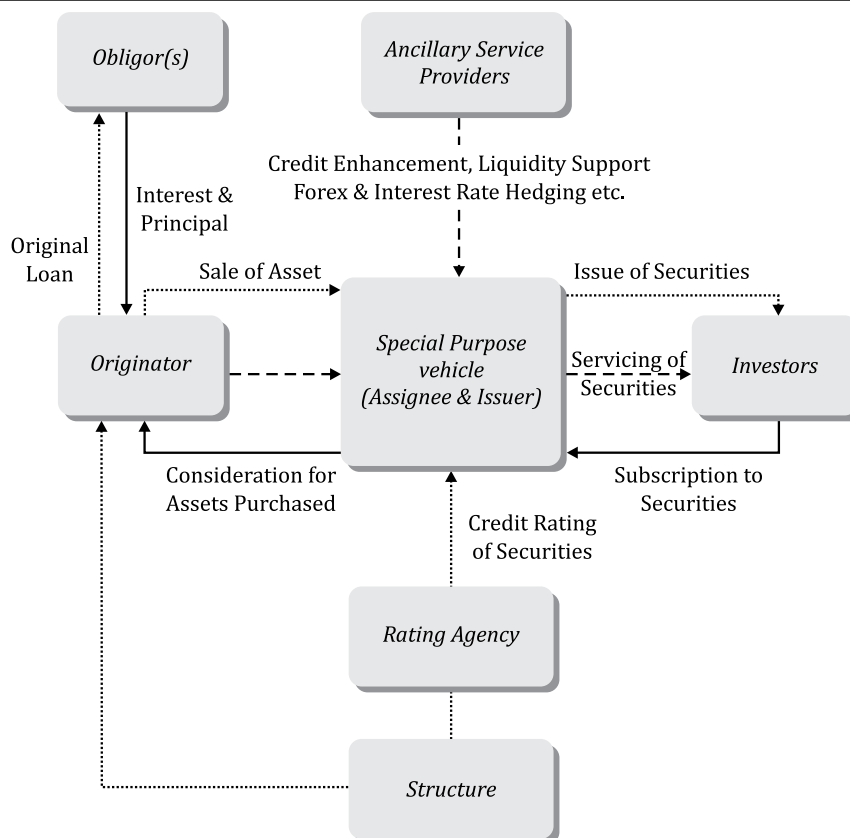 Obligor(s)
Ancillary Service
Providers
Credit Enhancement, Liquidity Support
Forex & Interest Rate Hedging etc.
Interest &
Principal
Original
Loan
Sale of Asset
Issue of Securities
Originator
Special Purpose
vehicle
(Assignee & Issuer)
Servicing of
Securities
Investors
Consideration for
Assets Purchased
Subscription to
Securities
Credit Rating
of Securities
Rating Agency
Structure